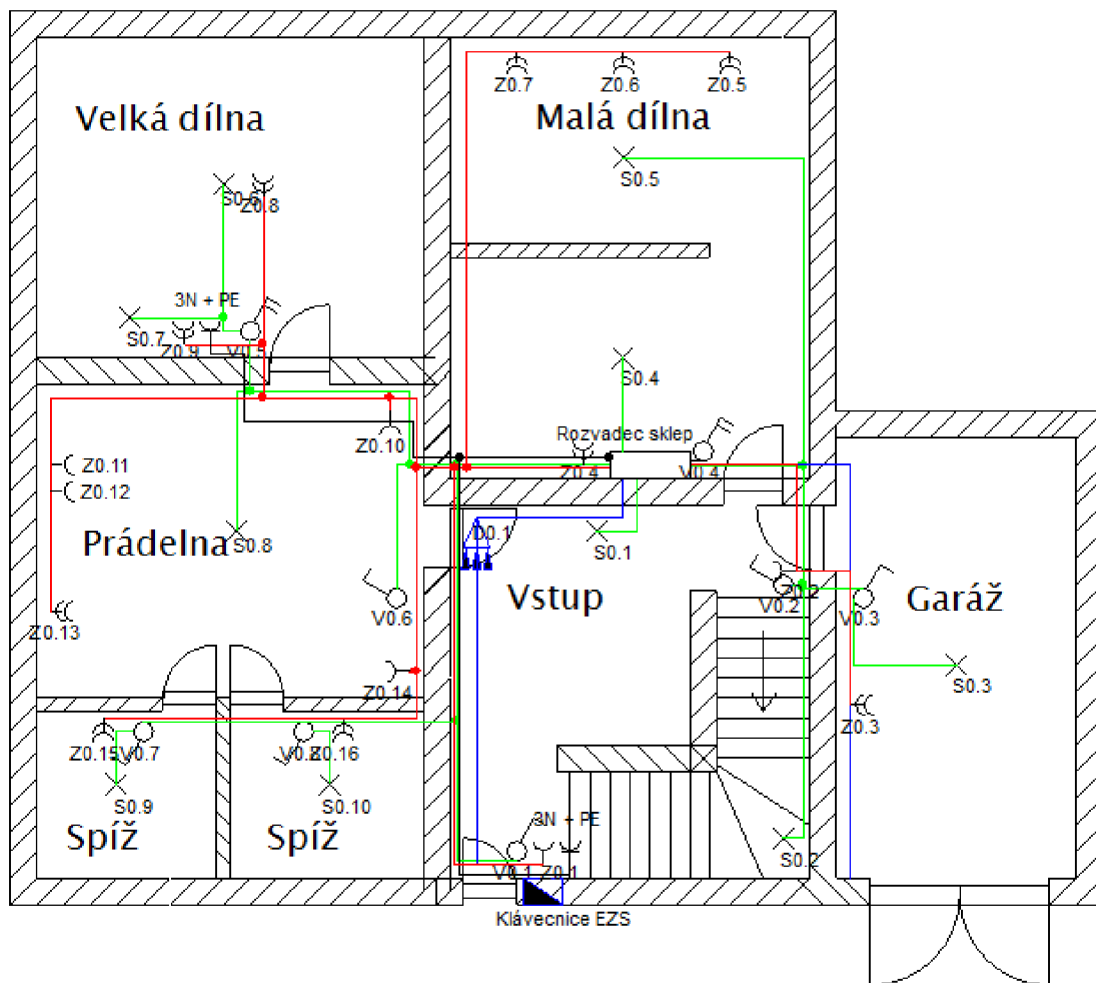 Z0.7
Z0.6
Z0.5
Velká dílna
Malá dílna
S0.5
S0.6
Z0.8
3N + PE
S0.7
Z0.9
V0.5
S0.4
Rozvadec sklep
Z0.10
Z0.4
V0.4
Z0.11
Z0.12
Prádelna
S0.8
D0.1
S0.1
Vstup
V0.6
Z0.2
V0.2
V0.3
Garáž
Z0.13
S0.3
Z0.14
Z0.3
Z0.15
V0.7
V0.8
Z0.16
S0.9
S0.10
Spíž
Spíž
3N + PE
V0.1
Z0.1
S0.2
Klávecnice EZS